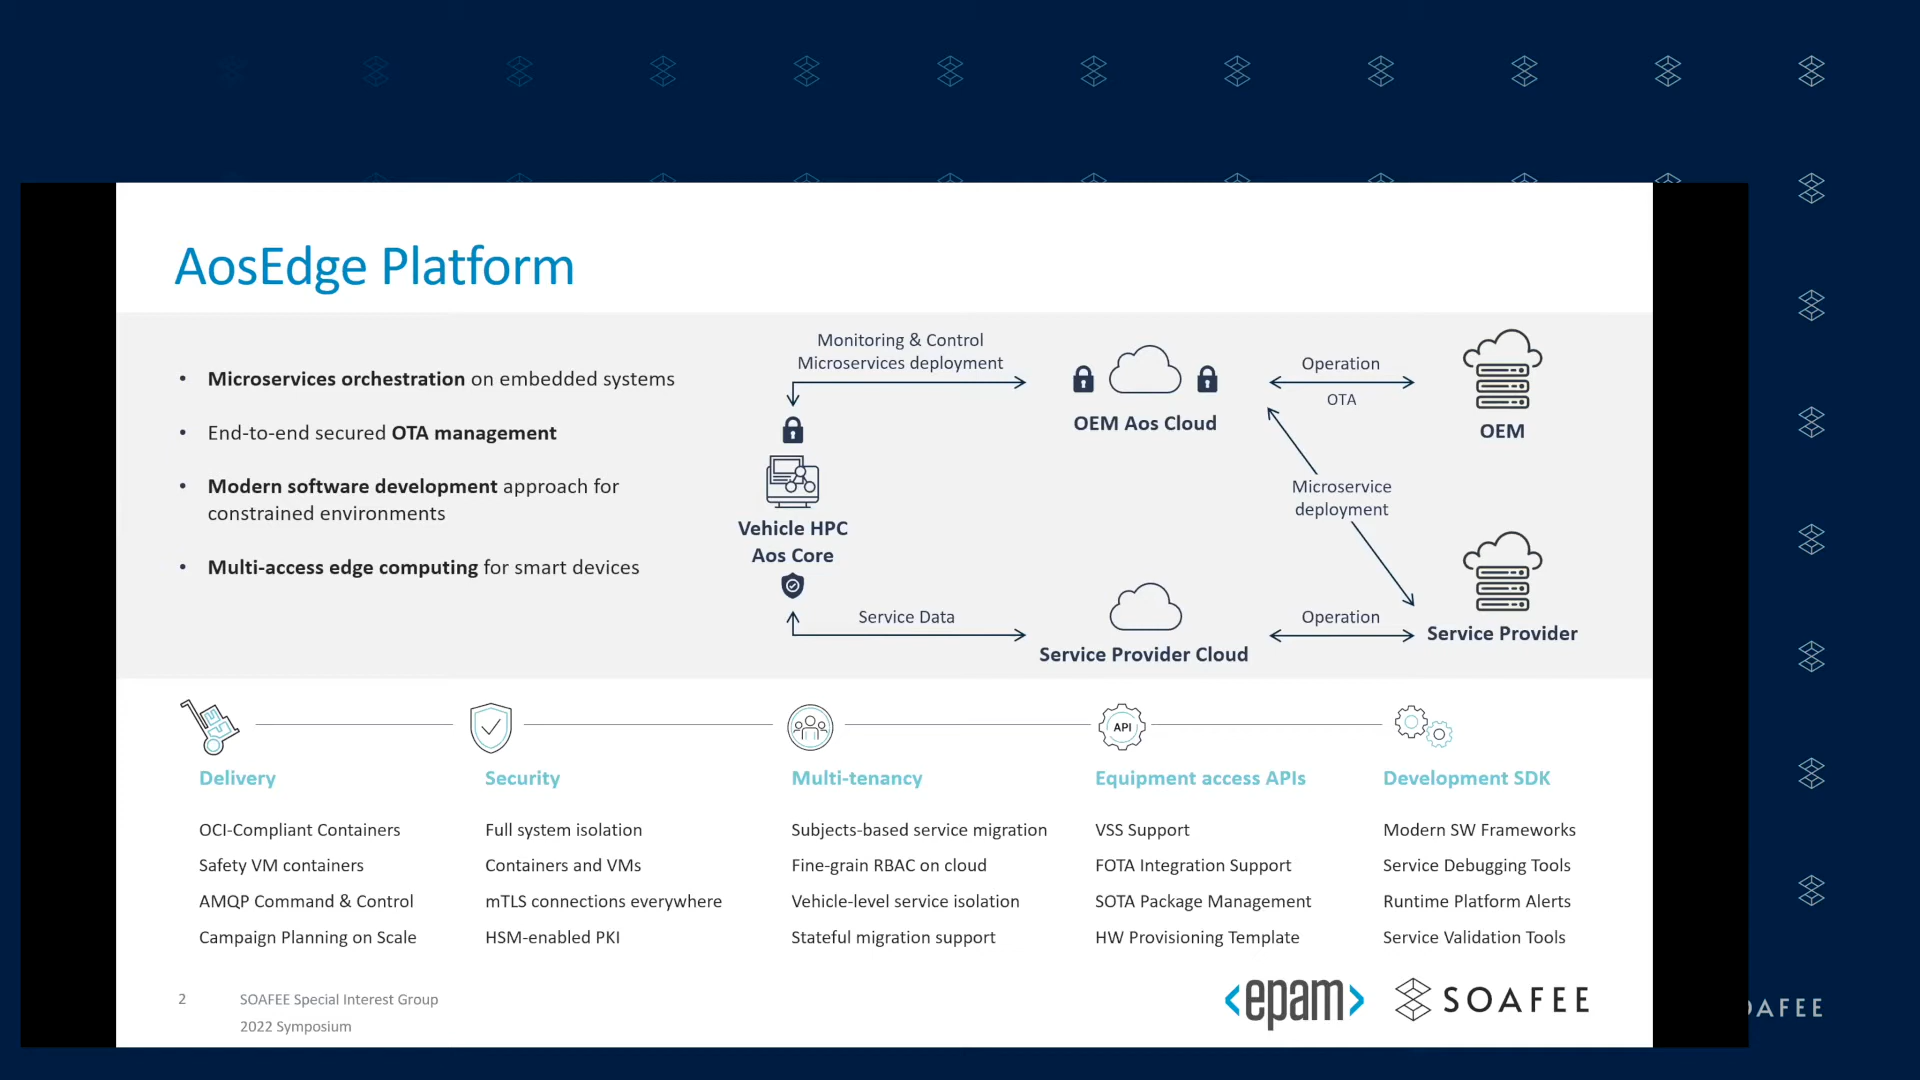 AosEdge Platform
• Microservices orchestration on embedded systems
• End-to-end secured OTA management
• Modern software development approach for
constrained environments
• Multi-access edge computing for smart devices
Monitoring & Control
Microservices deployment
OEM Aos Cloud
Operation
OTA
OEM
Vehicle HPC
Aos Core
Microservice
deployment
Service Data
Service Provider Cloud
Operation
Service Provider
API
Delivery
OCI-Compliant Containers
Safety VM containers
AMQP Command & Control
Campaign Planning on Scale
Security
Full system isolation
Containers and VMs
mTLS connections everywhere
HSM-enabled PKI
Multi-tenancy
Subjects-based service migration
Fine-grain RBAC on cloud
Vehicle-level service isolation
Stateful migration support
Equipment access APIs
VSS Support
FOTA Integration Support
SOTA Package Management
HW Provisioning Template
Development SDK
Modern SW Frameworks
Service Debugging Tools
Runtime Platform Alerts
Service Validation Tools
2
SOAFEE Special Interest Group
2022 Symposium
<epam>
SOAFEE
AFEE